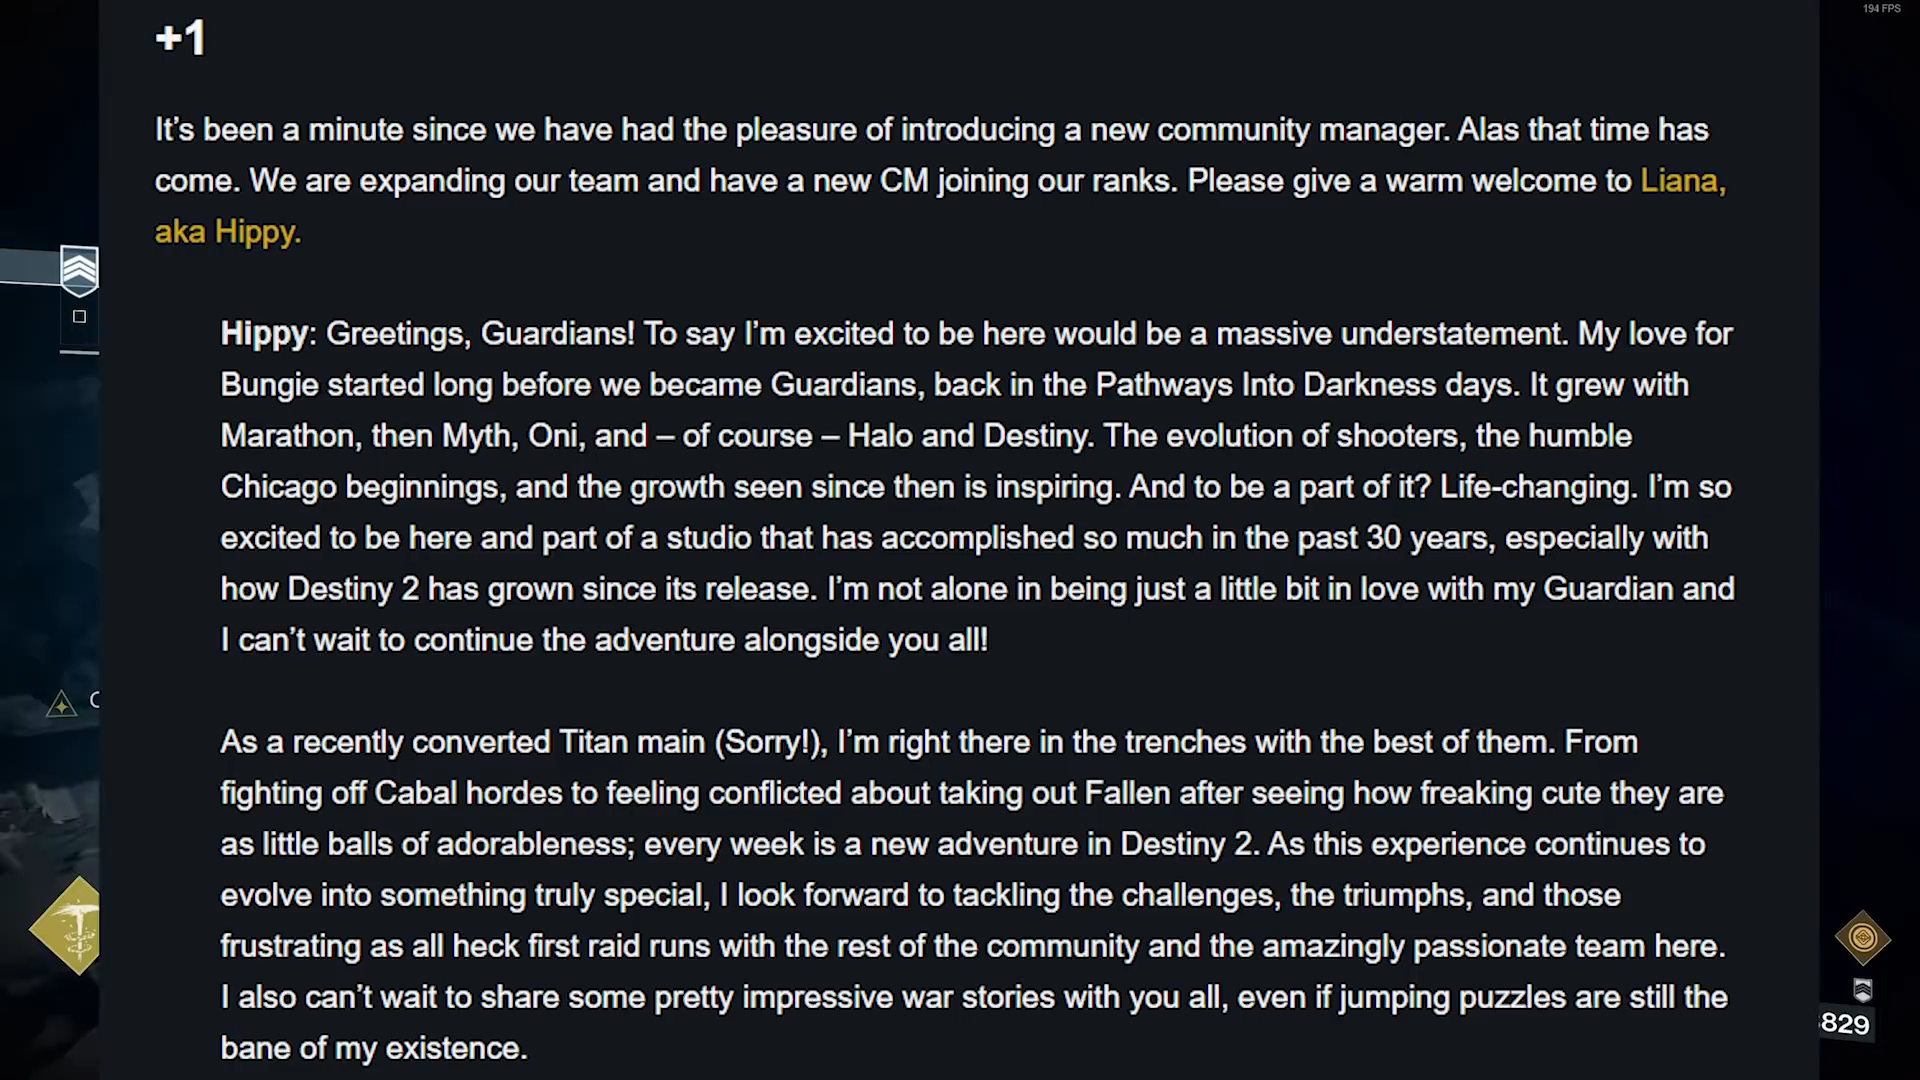 194 FPS
+1
It's been a minute since we have had the pleasure of introducing a new community manager. Alas that time has
come. We are expanding our team and have a new CM joining our ranks. Please give a warm welcome to Liana,
aka Hippy.
Hippy: Greetings, Guardians! To say I'm excited to be here would be a massive understatement. My love for
Bungie started long before we became Guardians, back in the Pathways Into Darkness days. It grew with
Marathon, then Myth, Oni, and – of course – Halo and Destiny. The evolution of shooters, the humble
Chicago beginnings, and the growth seen since then is inspiring. And to be a part of it? Life-changing. I'm so
excited to be here and part of a studio that has accomplished so much in the past 30 years, especially with
how Destiny 2 has grown since its release. I'm not alone in being just a little bit in love with my Guardian and
I can't wait to continue the adventure alongside you all!
As a recently converted Titan main (Sorry!), I'm right there in the trenches with the best of them. From
fighting off Cabal hordes to feeling conflicted about taking out Fallen after seeing how freaking cute they are
as little balls of adorableness; every week is a new adventure in Destiny 2. As this experience continues to
evolve into something truly special, I look forward to tackling the challenges, the triumphs, and those
frustrating as all heck first raid runs with the rest of the community and the amazingly passionate team here.
I also can't wait to share some pretty impressive war stories with you all, even if jumping puzzles are still the
bane of my existence.
829